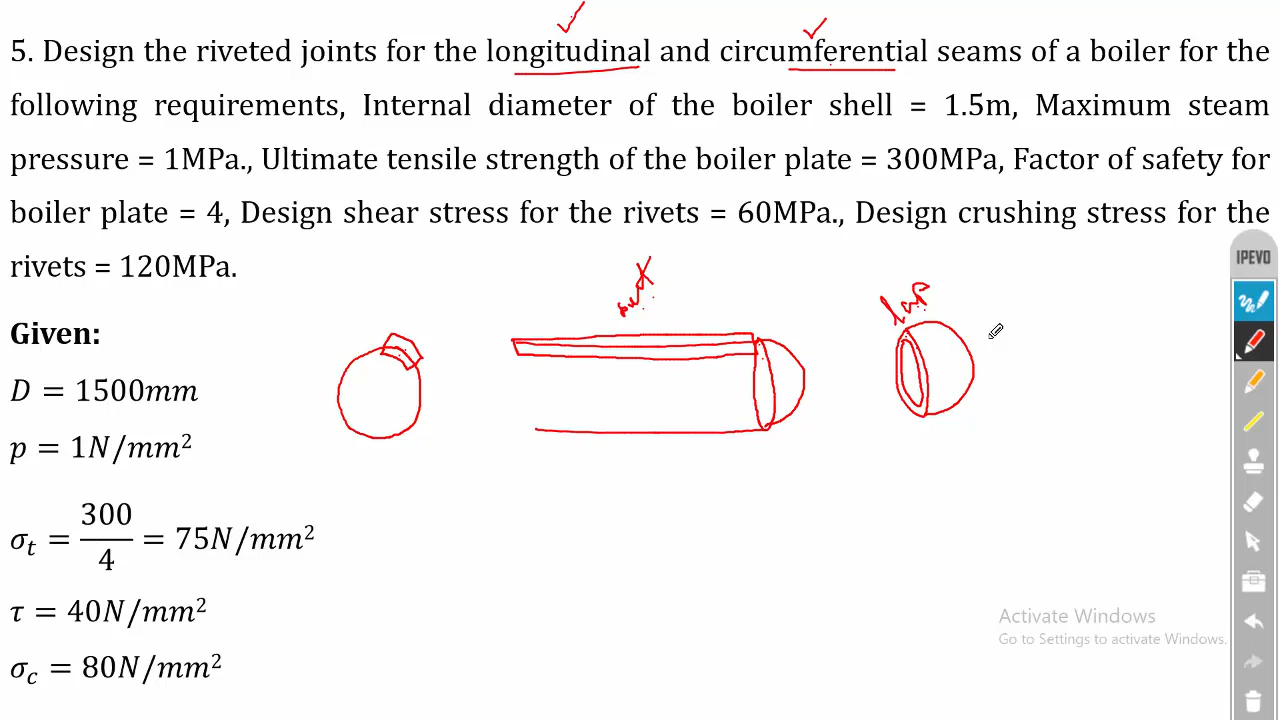 5. Design the riveted joints for the longitudinal and circumferential seams of a boiler for the
following requirements, Internal diameter of the boiler shell = 1.5m, Maximum steam
pressure = 1MPa., Ultimate tensile strength of the boiler plate = 300MPa, Factor of safety for
boiler plate = 4, Design shear stress for the rivets = 60MPa., Design crushing stress for the
rivets = 120MPa.
Given:
D = 1500mm
p = 1N/mm²
σₜ = 300/4 = 75N/mm²
τ = 40N/mm²
σ_c = 80N/mm²
lap
IPEVO
Activate Windows
Go to Settings to activate Windows.